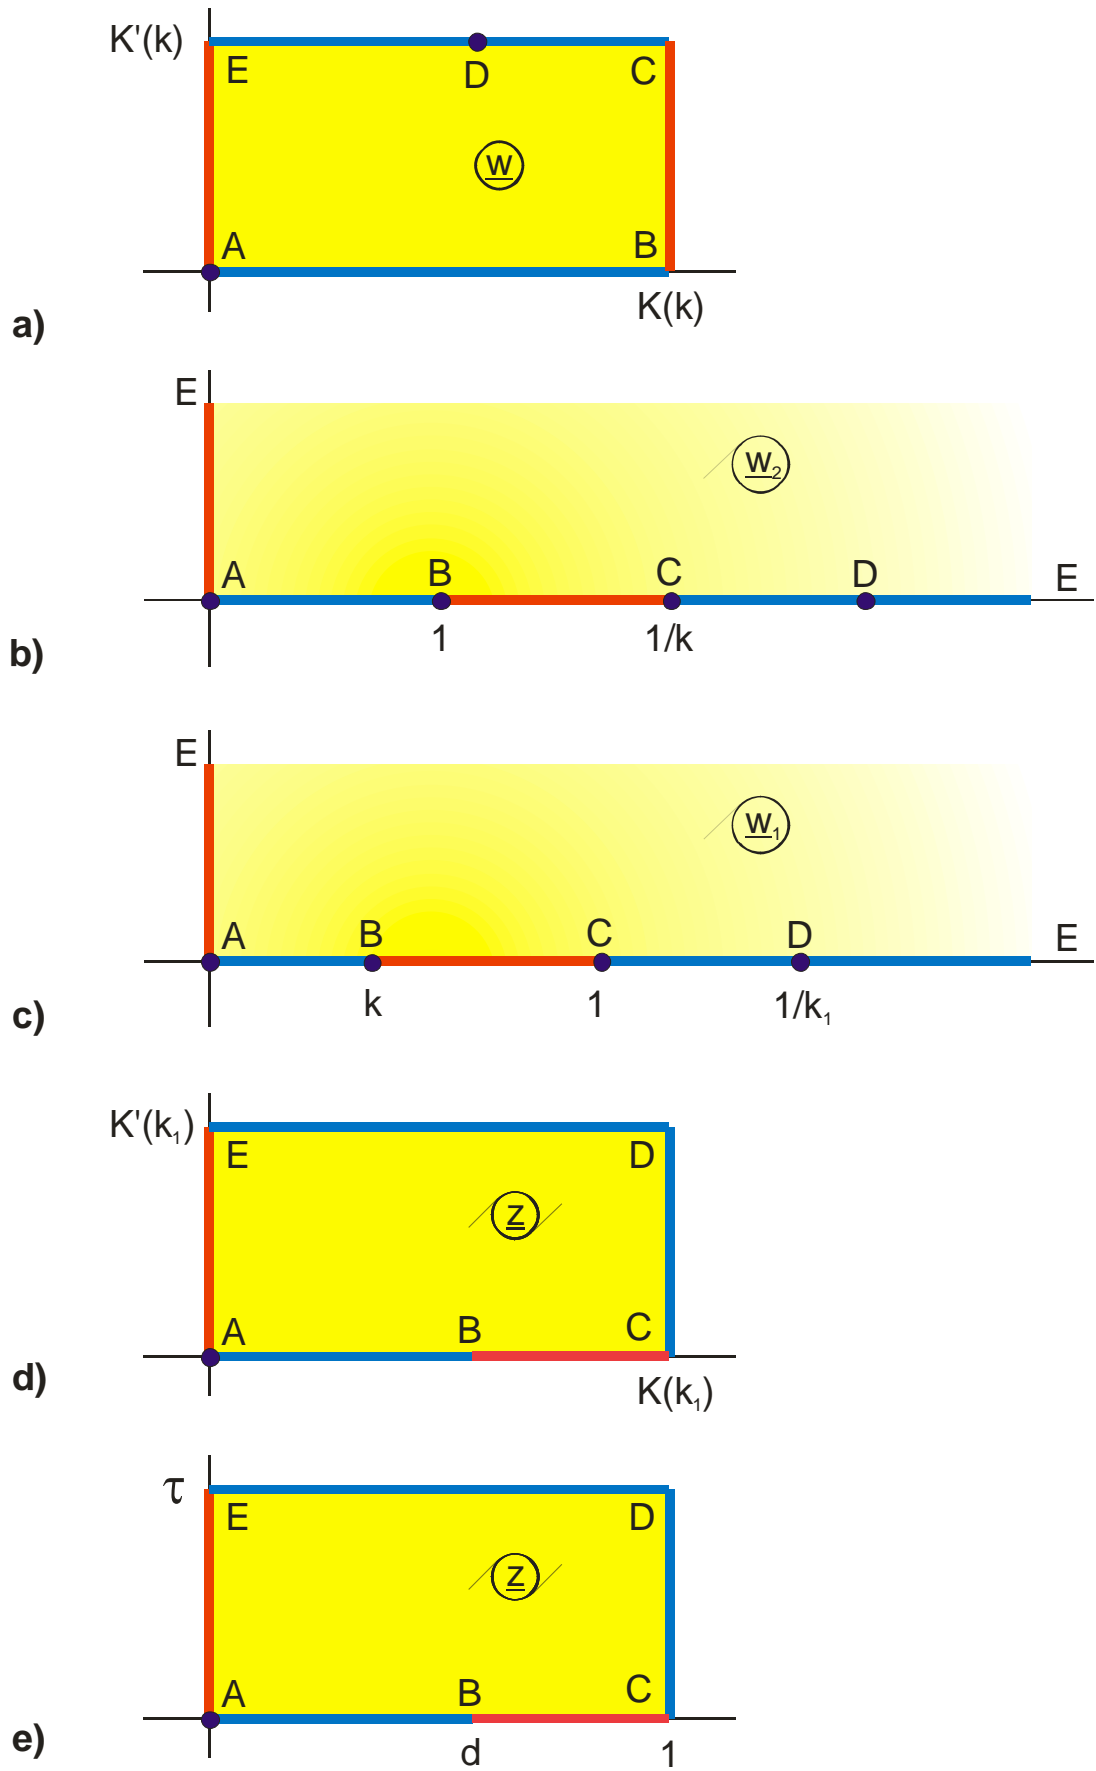 K'(k)
E D C
w
A B
K(k)
a)
E
w₂
A B C D E
1 1/k
b)
E
w₁
A B C D E
k 1 1/k₁
c)
K'(k₁)
E D
z
A B C
K(k₁)
d)
τ
E D
z
A B C
d 1
e)